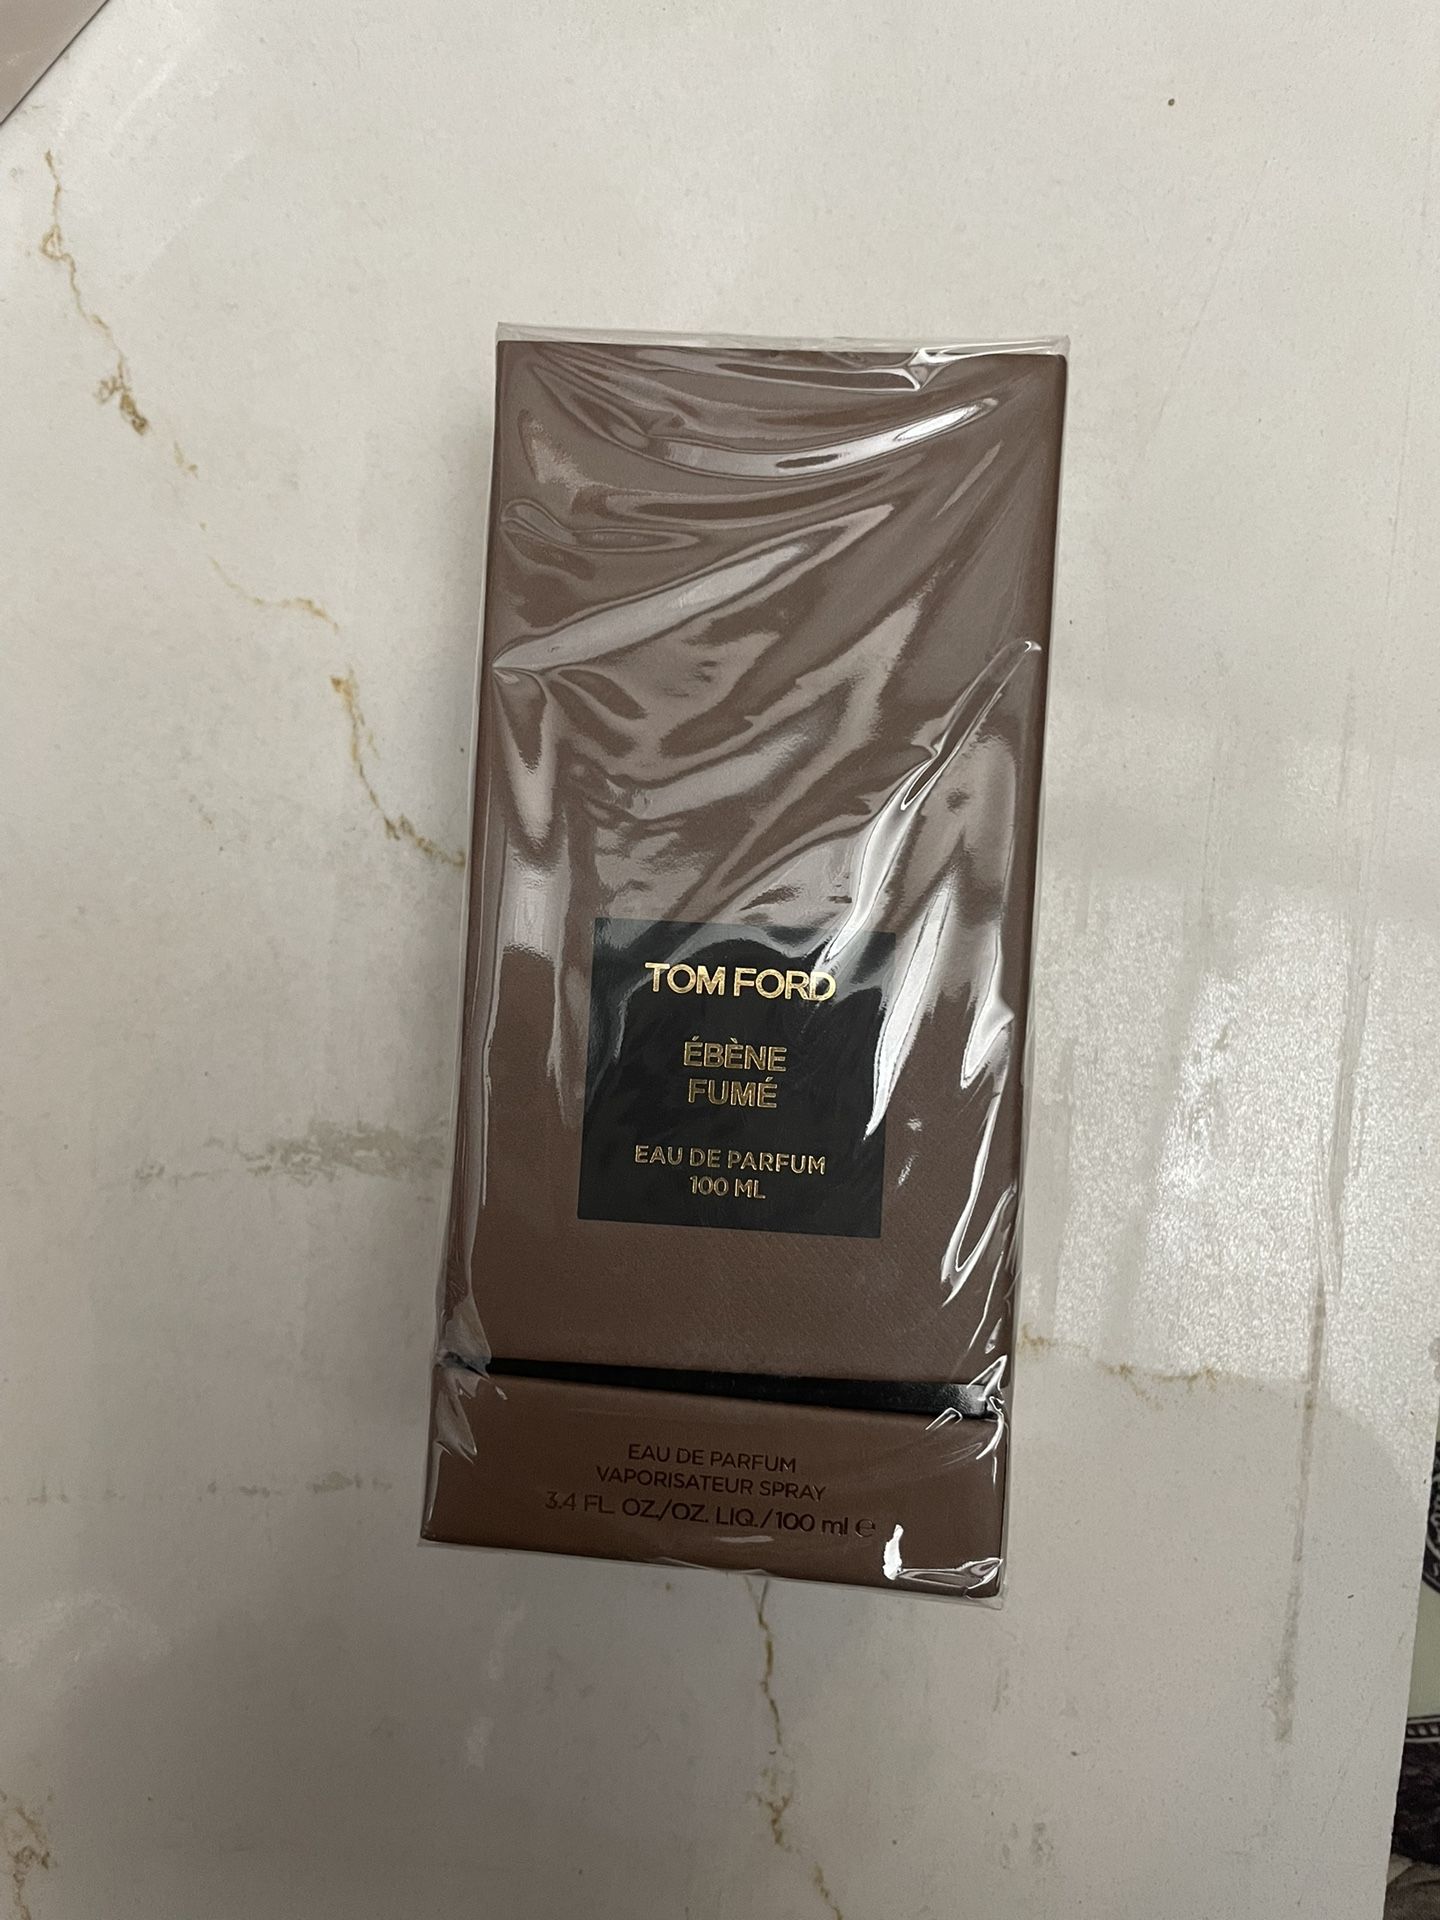 TOM FORD
ÉBÈNE
FUMÉ
EAU DE PARFUM
100 ML
EAU DE PARFUM
VAPORISATEUR SPRAY
3.4 FL. OZ./OZ. LIQ./100 ml ℮